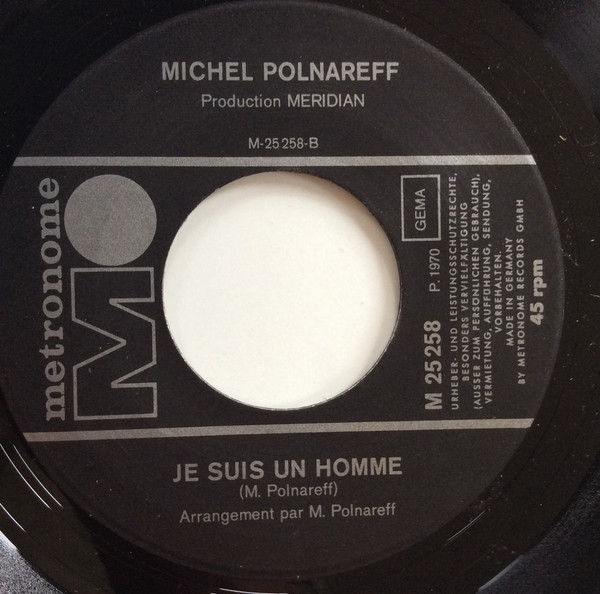 MICHEL POLNAREFF
Production MERIDIAN
M-25 258-B
metronome
M
GEMA
P. 1970
M 25 258
URHEBER- UND LEISTUNGSSCHUTZRECHTE,
BESONDERS VERVIELFÄLTIGUNG
(AUSSER ZUM PERSÖNLICHEN GEBRAUCH),
VERMIETUNG, AUFFÜHRUNG, SENDUNG,
VORBEHALTEN.
MADE IN GERMANY
BY METRONOME RECORDS GMBH
45 rpm
JE SUIS UN HOMME
(M. Polnareff)
Arrangement par M. Polnareff